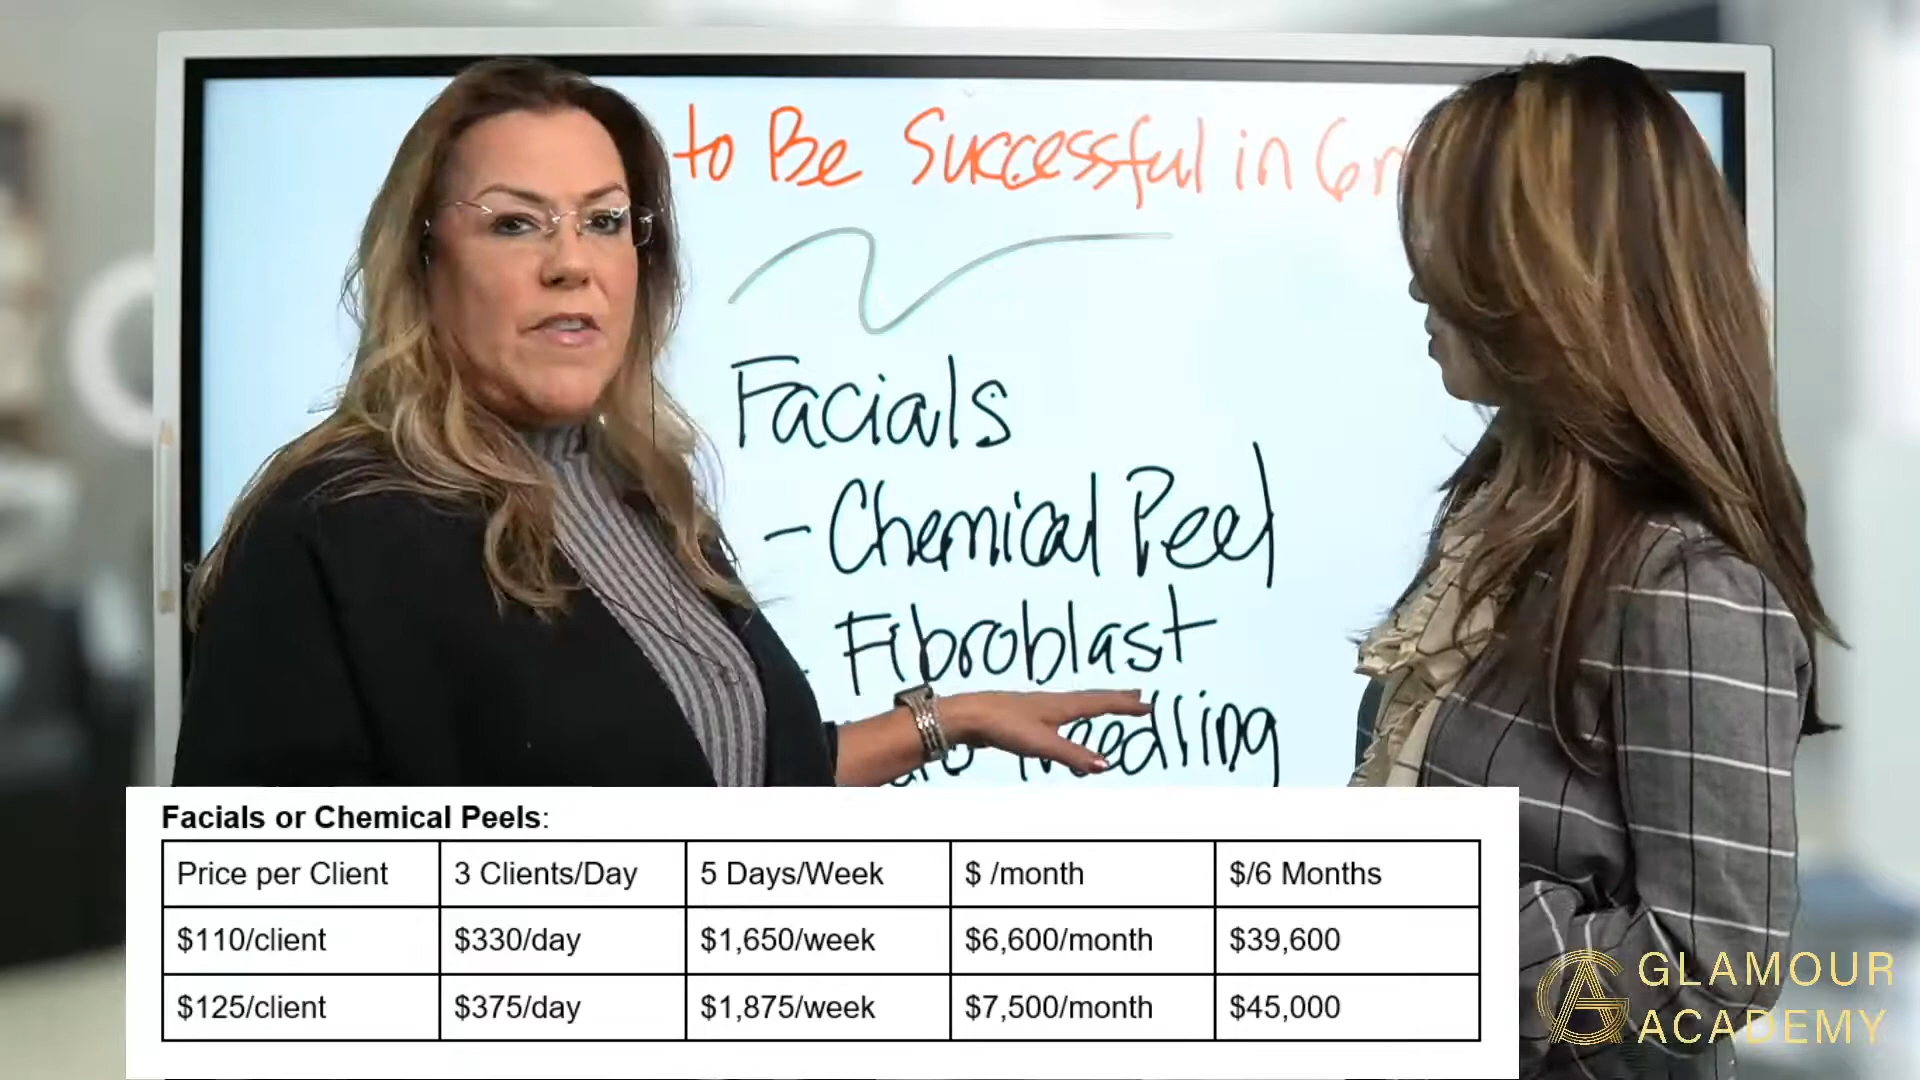 to Be Successful in 6
Facials
- Chemical Peel
- Fibroblast
needling
Facials or Chemical Peels:
Price per Client 3 Clients/Day 5 Days/Week $ /month $/6 Months
$110/client $330/day $1,650/week $6,600/month $39,600
$125/client $375/day $1,875/week $7,500/month $45,000
GLAMOUR
ACADEMY